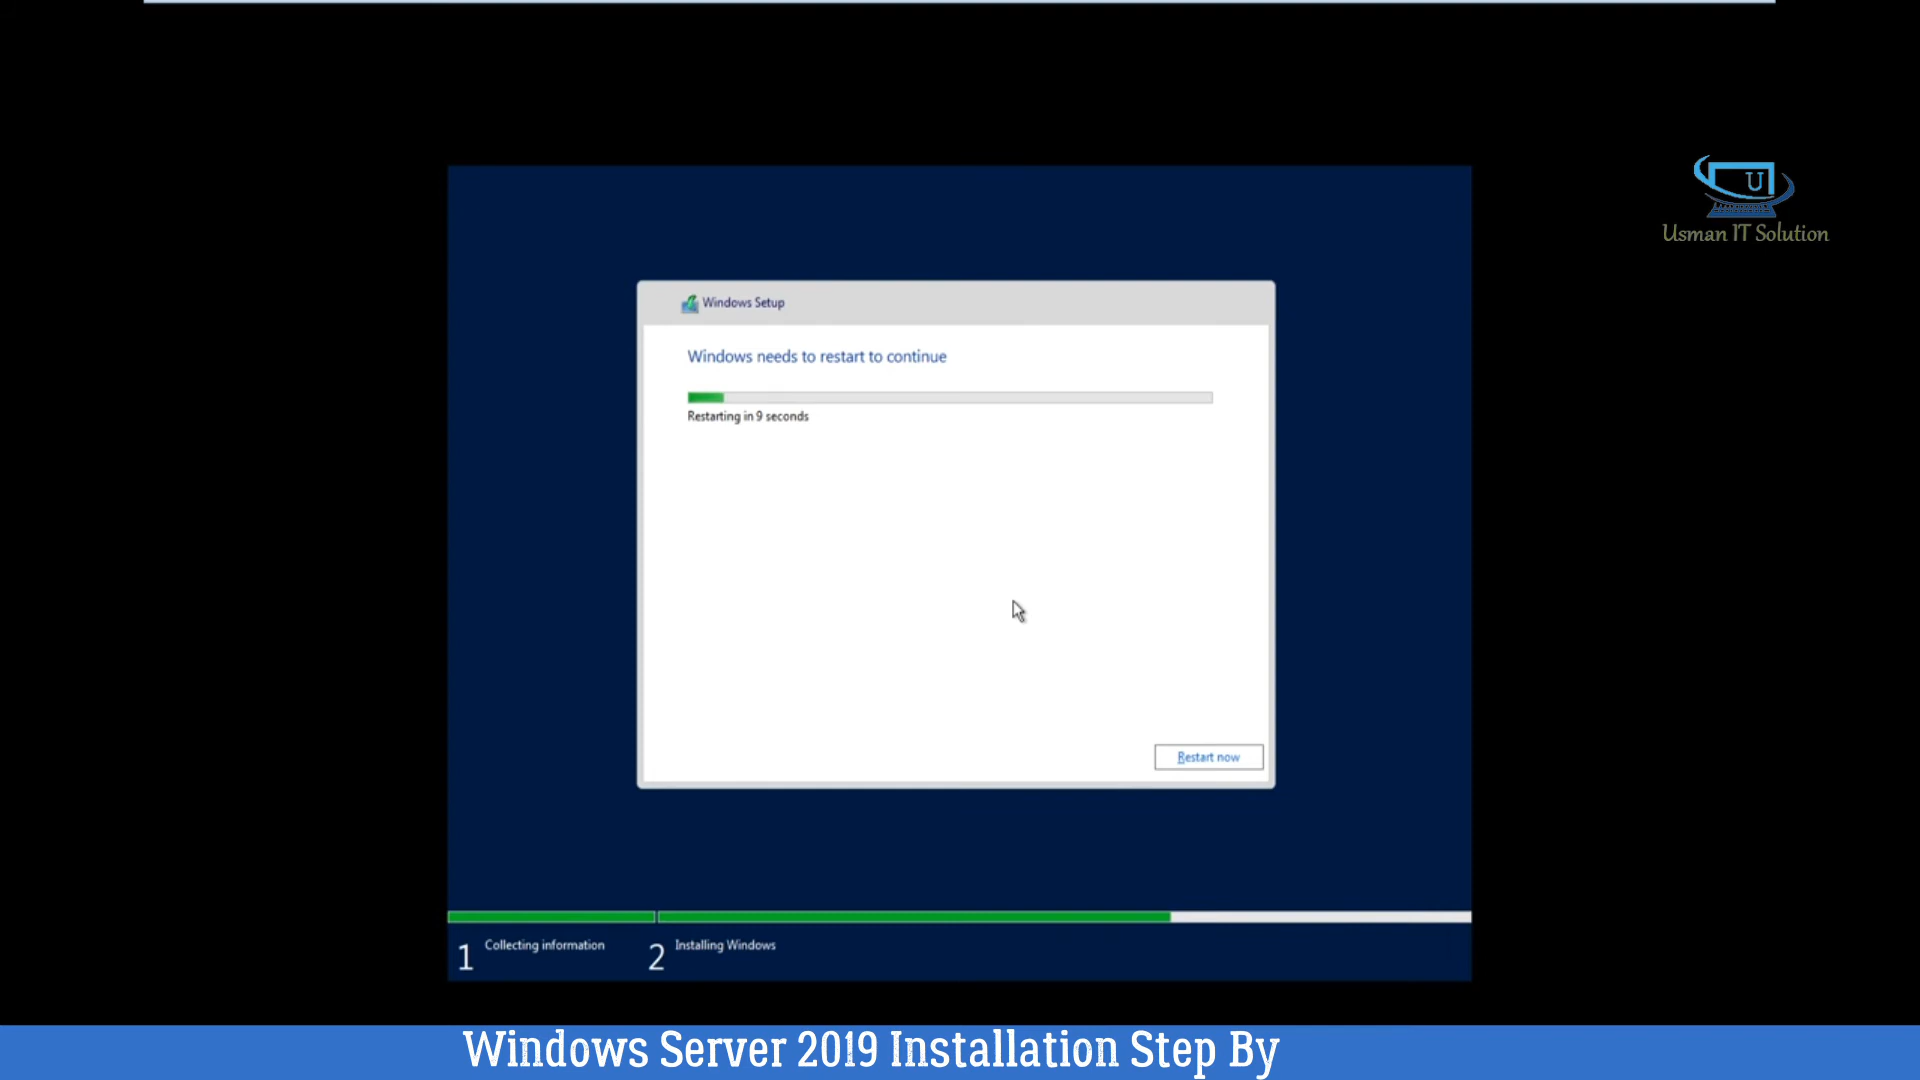 U
Usman IT Solution
Windows Setup
Windows needs to restart to continue
Restarting in 9 seconds
Restart now
1 Collecting information
2 Installing Windows
Windows Server 2019 Installation Step By